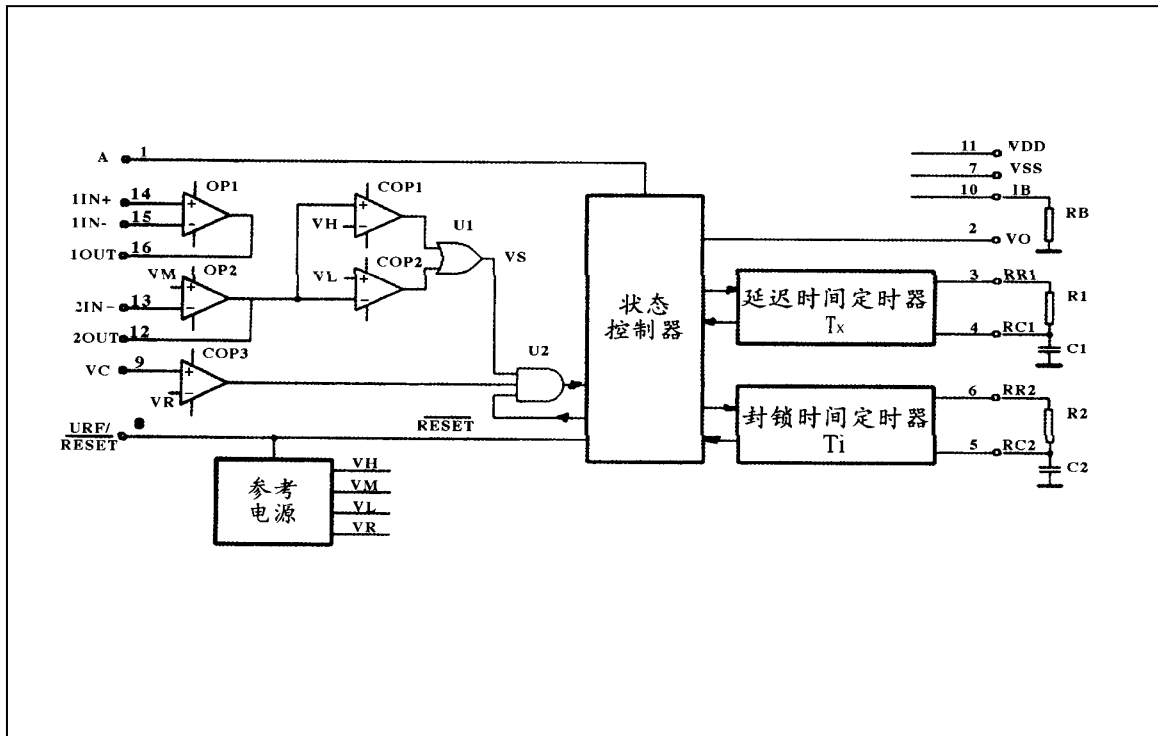 A 1
1IN+ 14
1IN- 15
1OUT 16
OP1
+
−
VM
OP2
+
−
2IN- 13
2OUT 12
VC 9
COP3
+
−
VR
COP1
+
−
VH
VL
COP2
+
−
U1
VS
U2
RESET
URF/
RESET
8
参考
电源
VH
VM
VL
VR
状态
控制器
11 VDD
7 VSS
10 IB
RB
2 VO
延迟时间定时器
Tx
3 RR1
R1
4 RC1
C1
封锁时间定时器
Ti
6 RR2
R2
5 RC2
C2